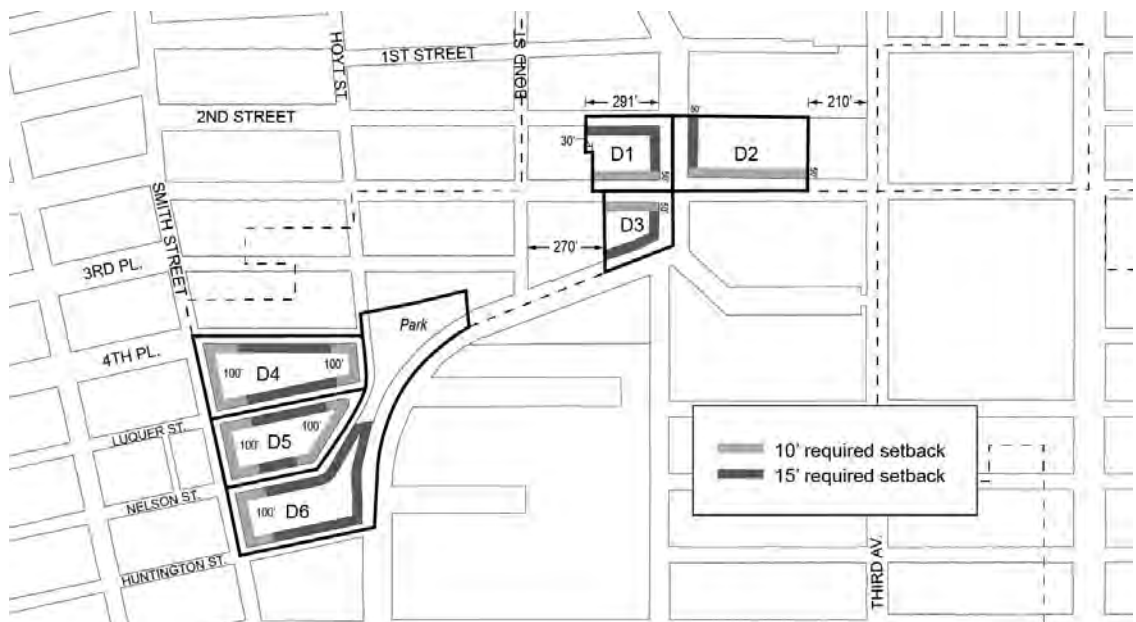 HOYT ST.
BOND ST.
1ST STREET
2ND STREET
291'
210'
50'
30'
D1
D2
50'
50'
SMITH STREET
D3
50'
270'
3RD PL.
Park
4TH PL.
100'
D4
100'
100'
D5
100'
LUQUER ST.
10' required setback
15' required setback
NELSON ST.
100'
D6
HUNTINGTON ST.
THIRD AV.